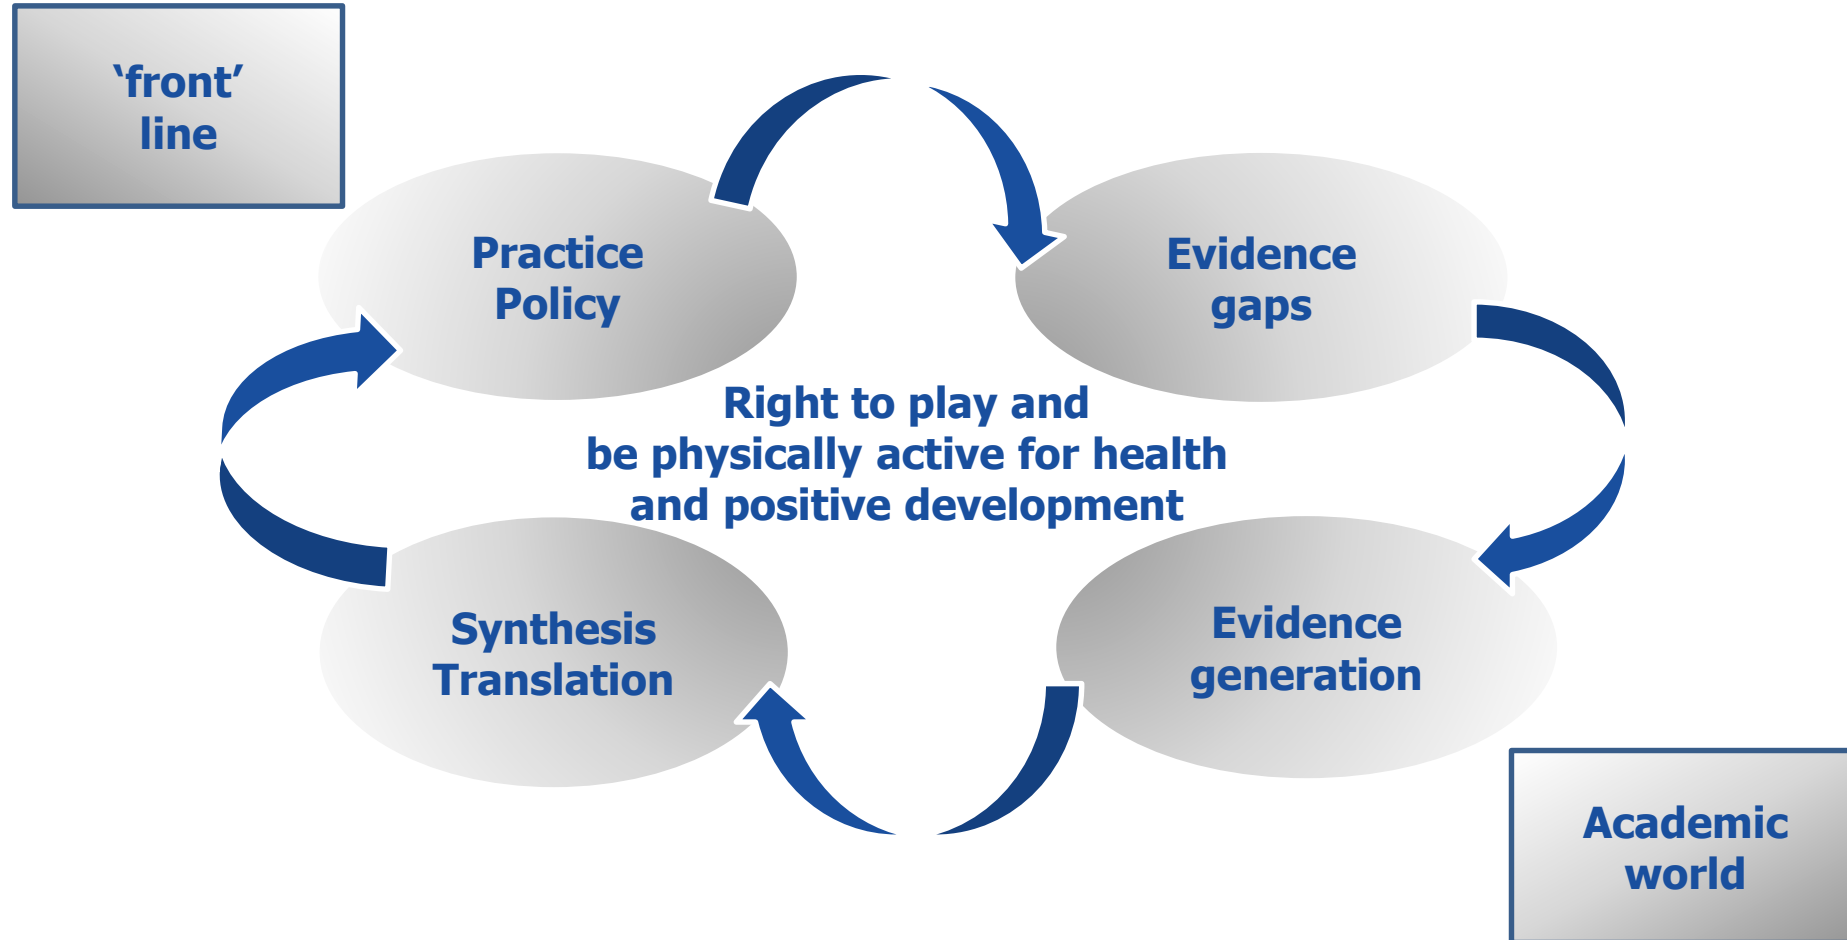 ‘front’
line
Practice
Policy
Evidence
gaps
Right to play and
be physically active for health
and positive development
Synthesis
Translation
Evidence
generation
Academic
world